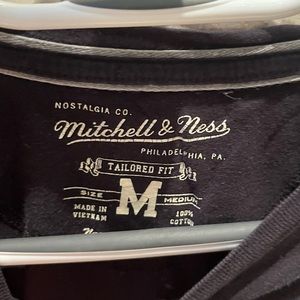 NOSTALGIA CO.
Mitchell & Ness
PHILADELPHIA, PA.
TAILORED FIT
SIZE M MEDIUM
MADE IN 100%
VIETNAM COTTON